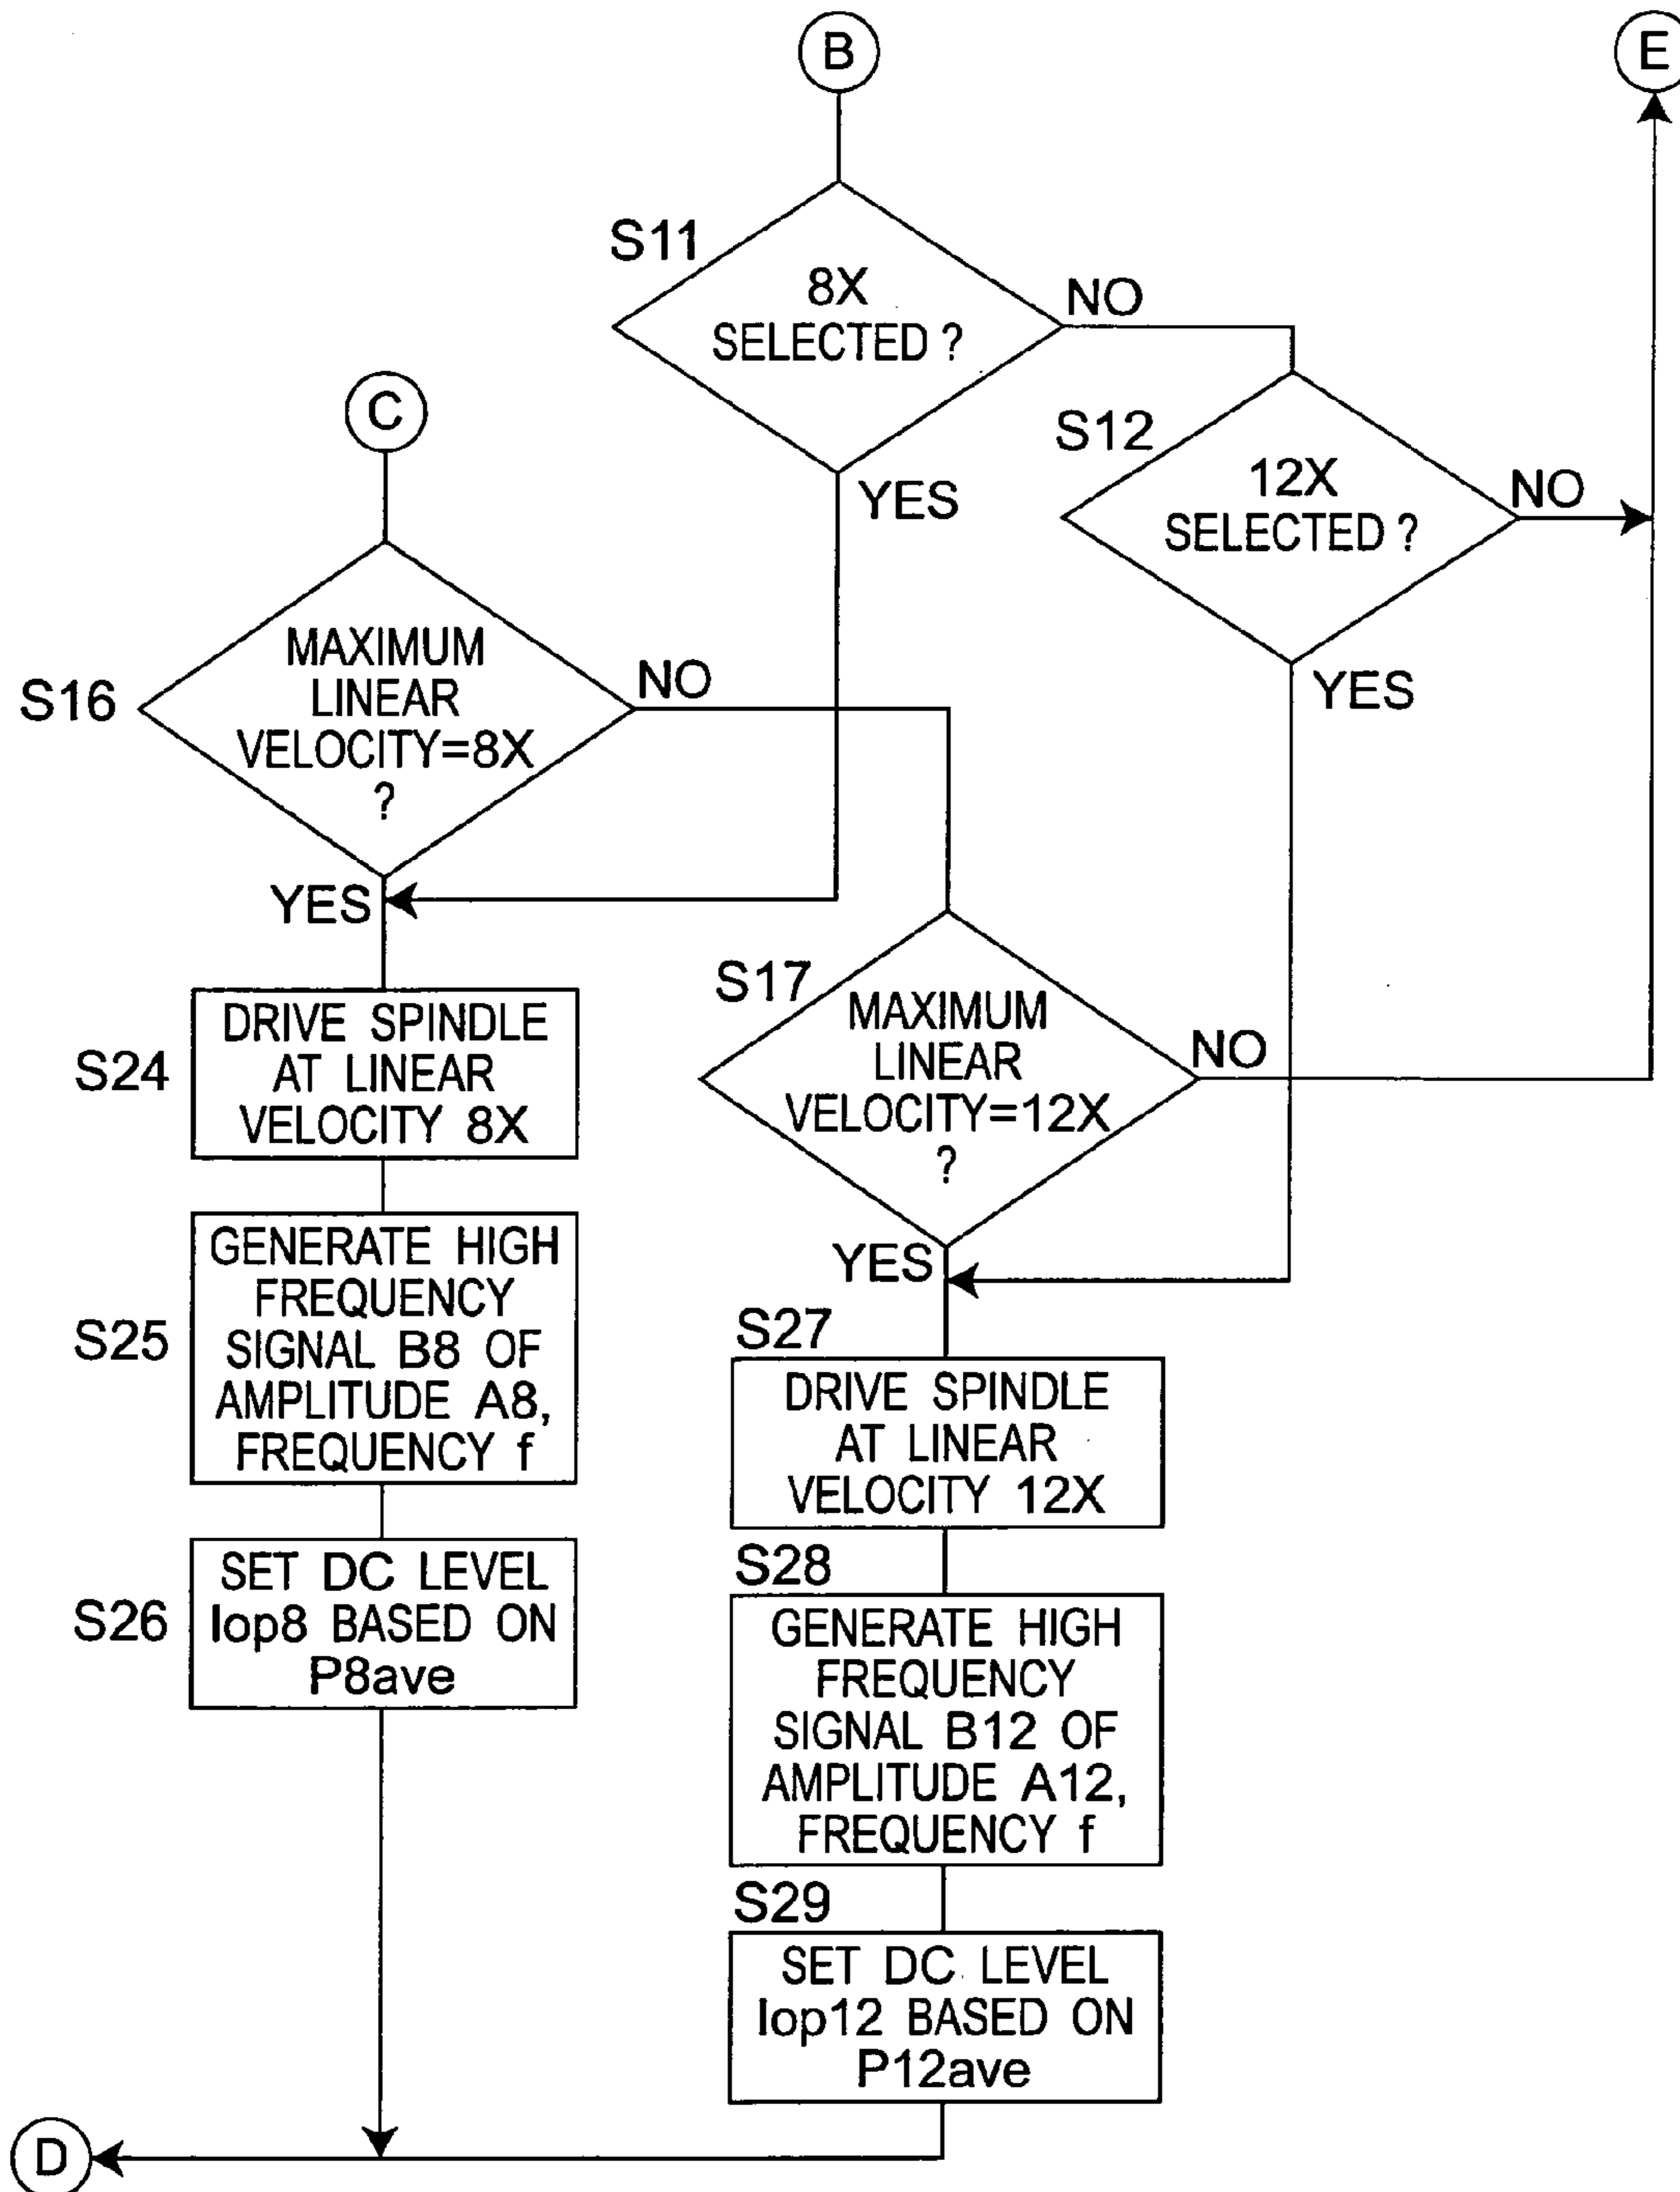 B
E
S11
8X
SELECTED ?
NO
C
S12
12X
SELECTED ?
NO
YES
S16
MAXIMUM
LINEAR
VELOCITY=8X
?
NO
YES
YES
S17
MAXIMUM
LINEAR
VELOCITY=12X
?
NO
S24
DRIVE SPINDLE
AT LINEAR
VELOCITY 8X
YES
S25
GENERATE HIGH
FREQUENCY
SIGNAL B8 OF
AMPLITUDE A8,
FREQUENCY f
S27
DRIVE SPINDLE
AT LINEAR
VELOCITY 12X
S26
SET DC LEVEL
Iop8 BASED ON
P8ave
S28
GENERATE HIGH
FREQUENCY
SIGNAL B12 OF
AMPLITUDE A12,
FREQUENCY f
S29
SET DC LEVEL
Iop12 BASED ON
P12ave
D